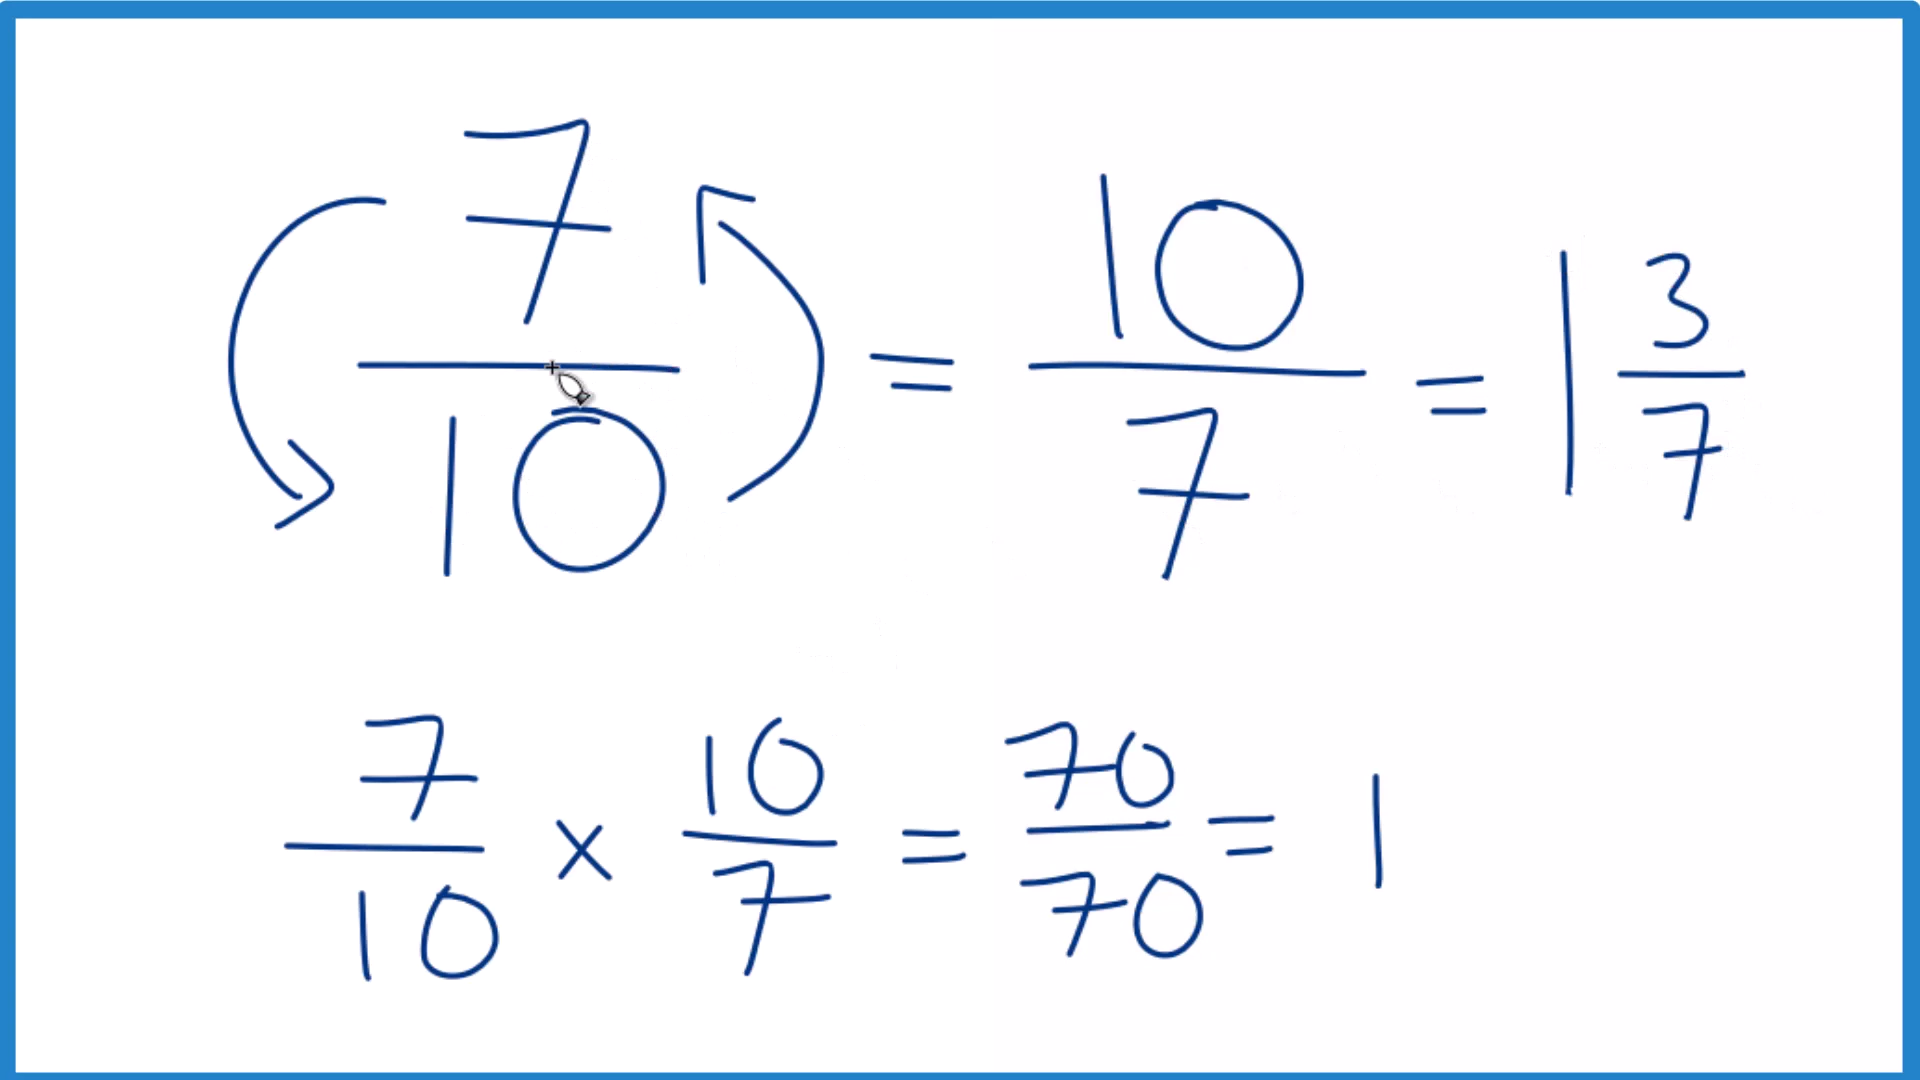 7/10 = 10/7 = 1 3/7
7/10 × 10/7 = 70/70 = 1